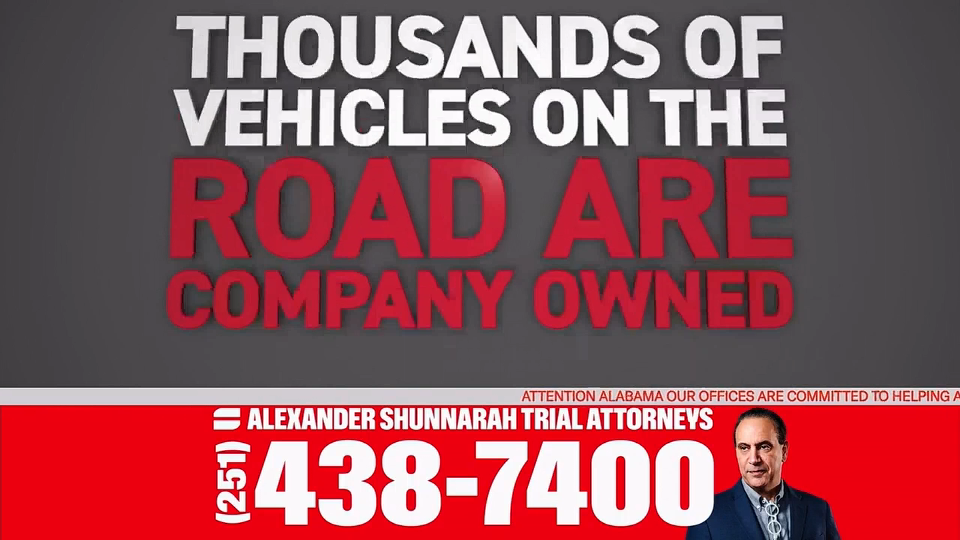 THOUSANDS OF
VEHICLES ON THE
ROAD ARE
COMPANY OWNED
ATTENTION ALABAMA OUR OFFICES ARE COMMITTED TO HELPING A
ALEXANDER SHUNNARAH TRIAL ATTORNEYS
(251) 438-7400